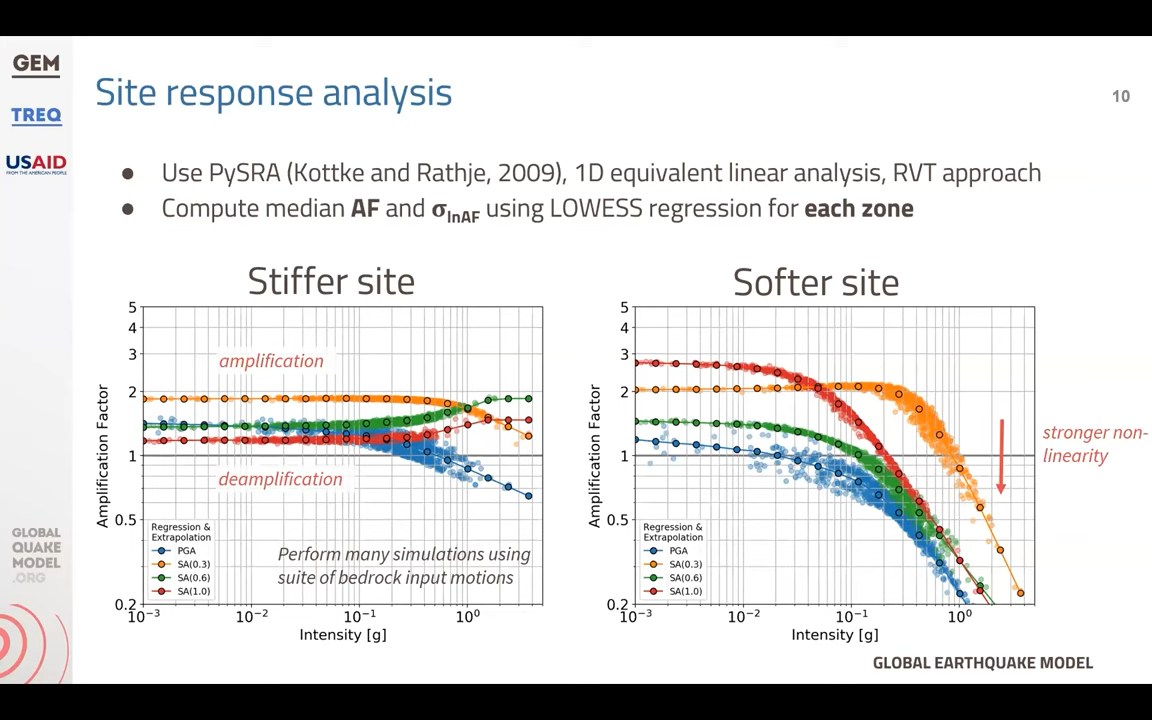 GEM
TREQ
USAID
FROM THE AMERICAN PEOPLE
Site response analysis
10
● Use PySRA (Kottke and Rathje, 2009), 1D equivalent linear analysis, RVT approach
● Compute median AF and σlnAF using LOWESS regression for each zone
Stiffer site
5
4
3
2
1
0.5
0.2
Amplification Factor
amplification
deamplification
Regression &
Extrapolation
PGA
SA(0.3)
SA(0.6)
SA(1.0)
Perform many simulations using
suite of bedrock input motions
10⁻³ 10⁻² 10⁻¹ 10⁰
Intensity [g]
Softer site
5
4
3
2
1
0.5
0.2
Amplification Factor
Regression &
Extrapolation
PGA
SA(0.3)
SA(0.6)
SA(1.0)
10⁻³ 10⁻² 10⁻¹ 10⁰
Intensity [g]
stronger non-
linearity
GLOBAL
QUAKE
MODEL
.ORG
GLOBAL EARTHQUAKE MODEL